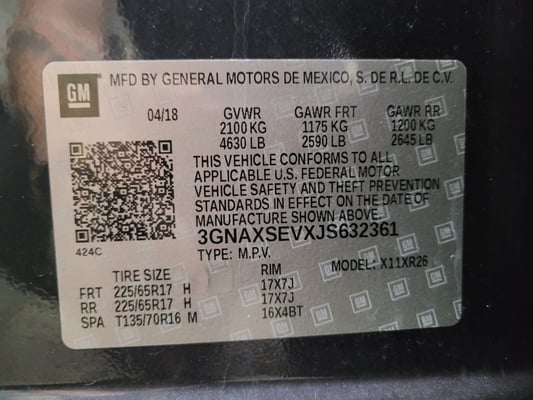 GM MFD BY GENERAL MOTORS DE MEXICO, S. DE R.L. DE C.V.
04/18 GVWR GAWR FRT GAWR RR
2100 KG 1175 KG 1200 KG
4630 LB 2590 LB 2645 LB
THIS VEHICLE CONFORMS TO ALL
APPLICABLE U.S. FEDERAL MOTOR
VEHICLE SAFETY AND THEFT PREVENTION
STANDARDS IN EFFECT ON THE DATE OF
MANUFACTURE SHOWN ABOVE.
424C 3GNAXSEVXJS632361
TYPE: M.P.V. MODEL: X11XR26
TIRE SIZE RIM
FRT 225/65R17 H 17X7J
RR 225/65R17 H 17X7J
SPA T135/70R16 M 16X4BT